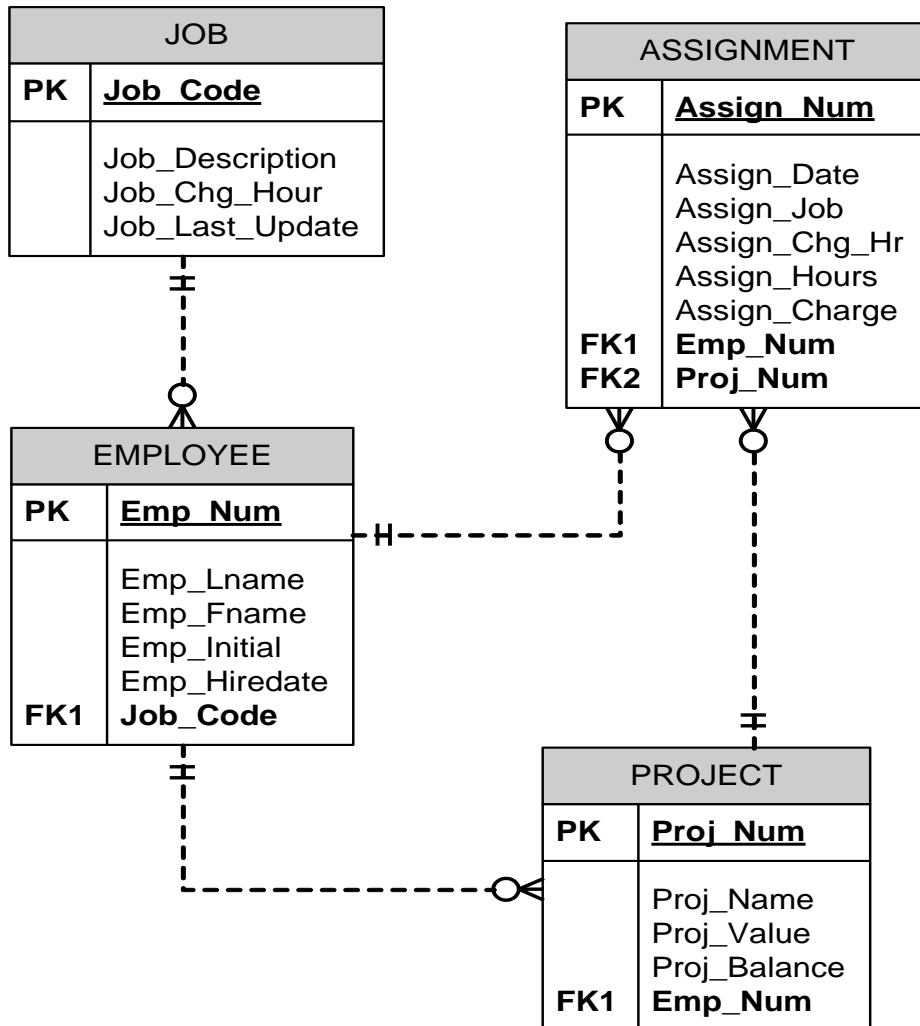 JOB
PK Job_Code
Job_Description
Job_Chg_Hour
Job_Last_Update
ASSIGNMENT
PK Assign_Num
Assign_Date
Assign_Job
Assign_Chg_Hr
Assign_Hours
Assign_Charge
FK1 Emp_Num
FK2 Proj_Num
EMPLOYEE
PK Emp_Num
Emp_Lname
Emp_Fname
Emp_Initial
Emp_Hiredate
FK1 Job_Code
PROJECT
PK Proj_Num
Proj_Name
Proj_Value
Proj_Balance
FK1 Emp_Num